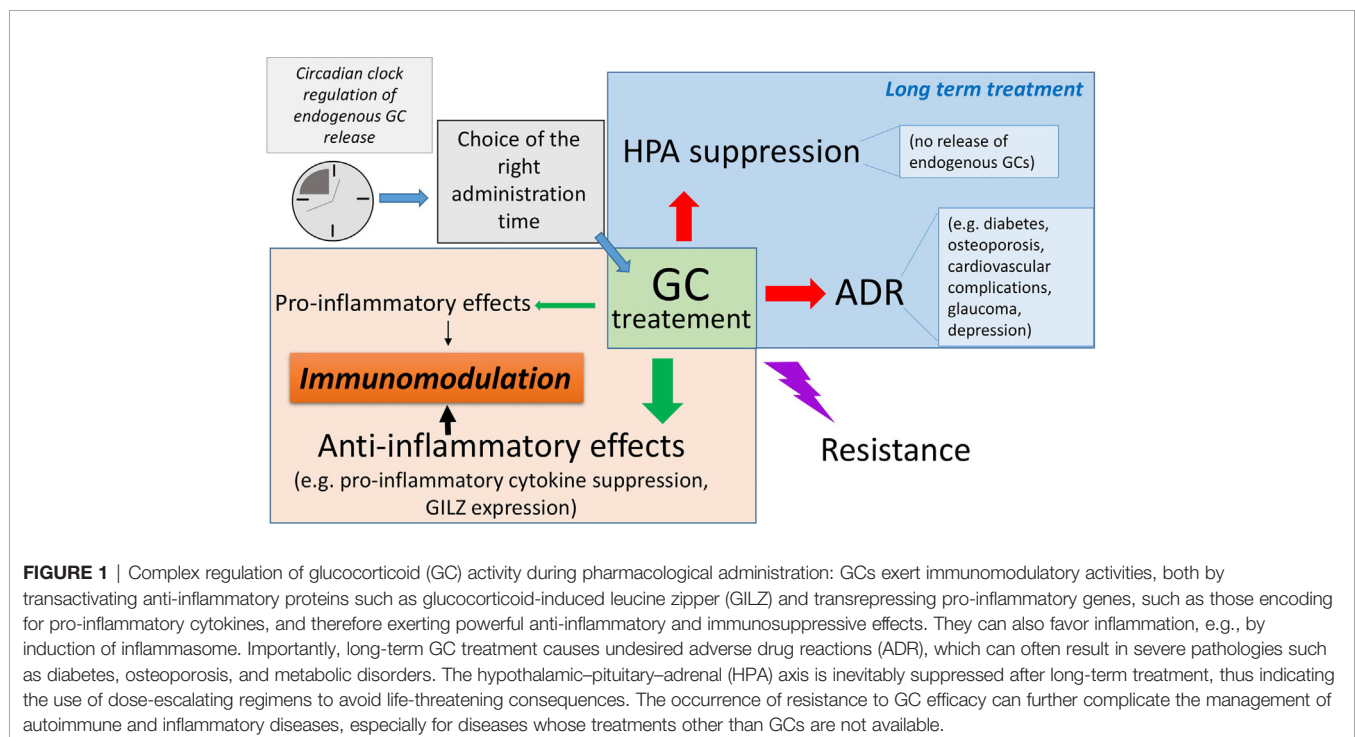 Circadian clock
regulation of
endogenous GC
release
Choice of the
right
administration
time
Long term treatment
HPA suppression
(no release of
endogenous GCs)
GC
treatement
ADR
(e.g. diabetes,
osteoporosis,
cardiovascular
complications,
glaucoma,
depression)
Pro-inflammatory effects
Immunomodulation
Anti-inflammatory effects
(e.g. pro-inflammatory cytokine suppression,
GILZ expression)
Resistance
FIGURE 1 | Complex regulation of glucocorticoid (GC) activity during pharmacological administration: GCs exert immunomodulatory activities, both by
transactivating anti-inflammatory proteins such as glucocorticoid-induced leucine zipper (GILZ) and transrepressing pro-inflammatory genes, such as those encoding
for pro-inflammatory cytokines, and therefore exerting powerful anti-inflammatory and immunosuppressive effects. They can also favor inflammation, e.g., by
induction of inflammasome. Importantly, long-term GC treatment causes undesired adverse drug reactions (ADR), which can often result in severe pathologies such
as diabetes, osteoporosis, and metabolic disorders. The hypothalamic–pituitary–adrenal (HPA) axis is inevitably suppressed after long-term treatment, thus indicating
the use of dose-escalating regimens to avoid life-threatening consequences. The occurrence of resistance to GC efficacy can further complicate the management of
autoimmune and inflammatory diseases, especially for diseases whose treatments other than GCs are not available.